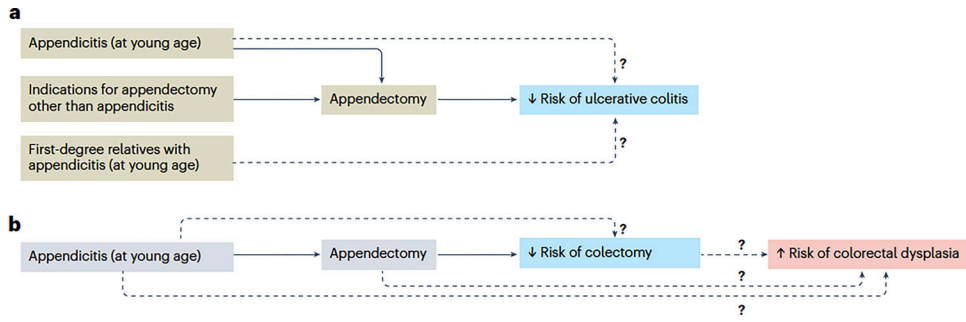 a
Appendicitis (at young age)
?
Indications for appendectomy
other than appendicitis
Appendectomy
↓ Risk of ulcerative colitis
?
First-degree relatives with
appendicitis (at young age)
b
?
Appendicitis (at young age)
Appendectomy
↓ Risk of colectomy
?
↑ Risk of colorectal dysplasia
?
?